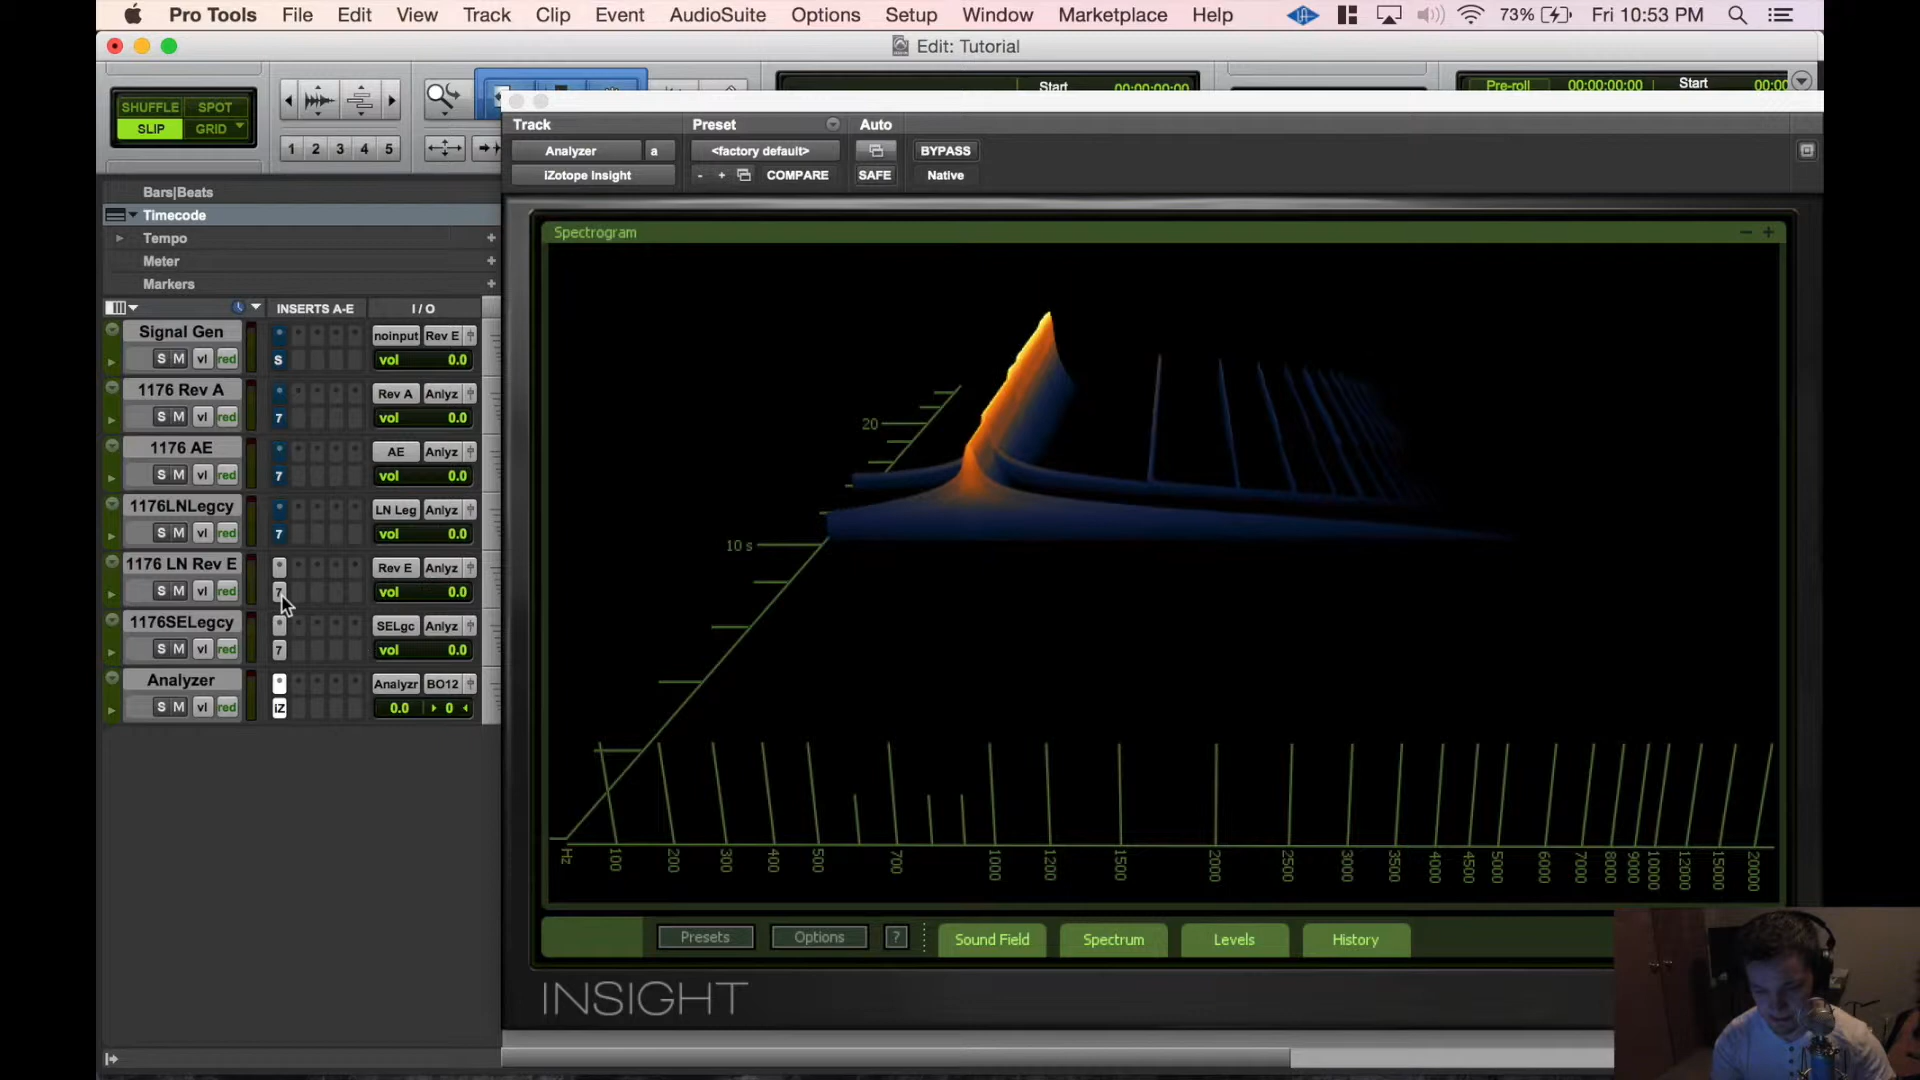 Pro Tools File Edit View Track Clip Event AudioSuite Options Setup Window Marketplace Help 73% Fri 10:53 PM
Edit: Tutorial
SHUFFLE SPOT
SLIP GRID
1 2 3 4 5
Start 00:00:00:00
Pre-roll 00:00:00:00 Start
Track Preset Auto
Analyzer a <factory default> BYPASS
iZotope Insight - + COMPARE SAFE Native
Bars|Beats
Timecode
Tempo +
Meter +
Markers +
INSERTS A-E I / O
Signal Gen noinput Rev E
S M vl red S vol 0.0
1176 Rev A Rev A Anlyz
S M vl red 7 vol 0.0
1176 AE AE Anlyz
S M vl red 7 vol 0.0
1176LNLegcy LN Leg Anlyz
S M vl red 7 vol 0.0
1176 LN Rev E Rev E Anlyz
S M vl red 7 vol 0.0
1176SELegcy SELgc Anlyz
S M vl red 7 vol 0.0
Analyzer Analyzr BO12
S M vl red iZ 0.0 0
Spectrogram - +
20
10 s
Hz 100 200 300 400 500 700 1000 1200 1500 2000 2500 3000 3500 4000 4500 5000 6000 7000 8000 9000 10000 12000 15000 20000
Presets Options ? Sound Field Spectrum Levels History
INSIGHT